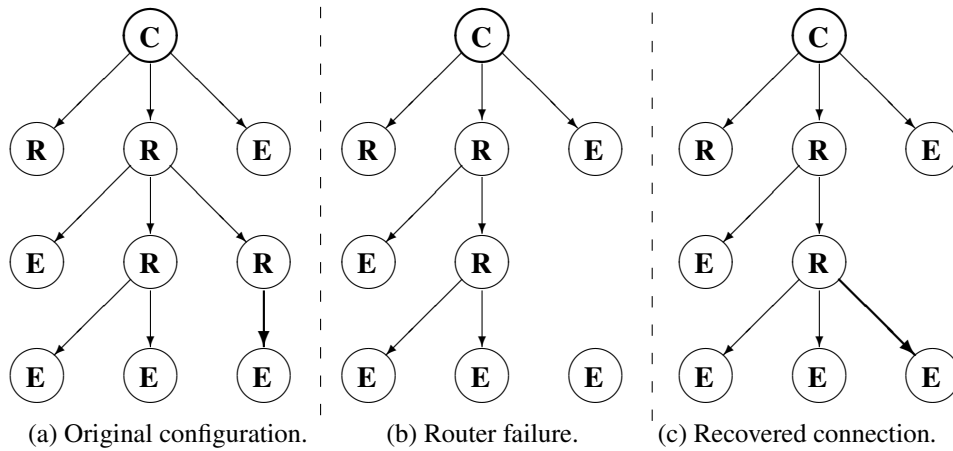 C C C
R R E R R E R R E
E R R E R E R
E E E E E E E E E
(a) Original configuration. (b) Router failure. (c) Recovered connection.